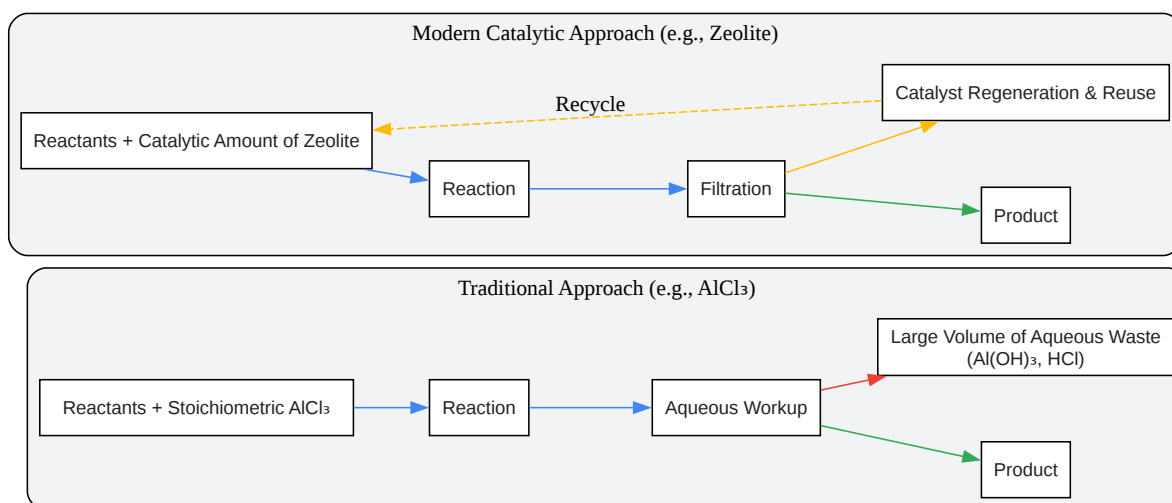 Modern Catalytic Approach (e.g., Zeolite)
Catalyst Regeneration & Reuse
Recycle
Reactants + Catalytic Amount of Zeolite
Reaction
Filtration
Product
Traditional Approach (e.g., AlCl₃)
Large Volume of Aqueous Waste
(Al(OH)₃, HCl)
Reactants + Stoichiometric AlCl₃
Reaction
Aqueous Workup
Product